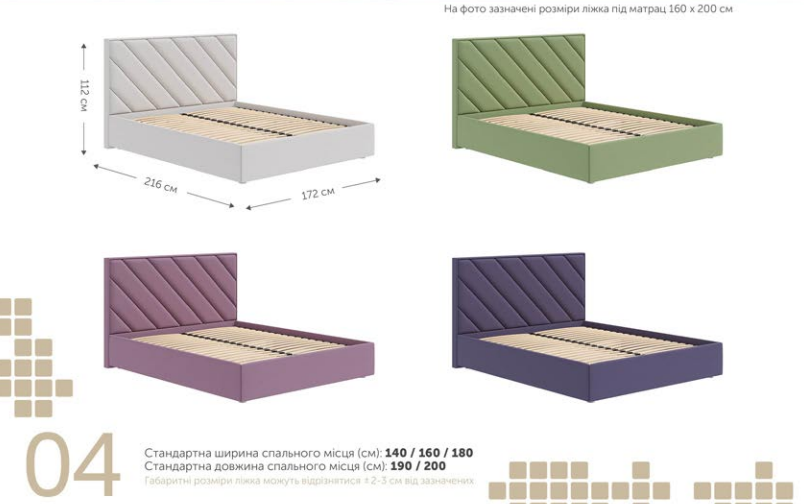 На фото зазначені розміри ліжка під матрац 160 x 200 см
112 см
216 см
172 см
04
Стандартна ширина спального місця (см): 140 / 160 / 180
Стандартна довжина спального місця (см): 190 / 200
Габаритні розміри ліжка можуть відрізнятися ±2-3 см від зазначених